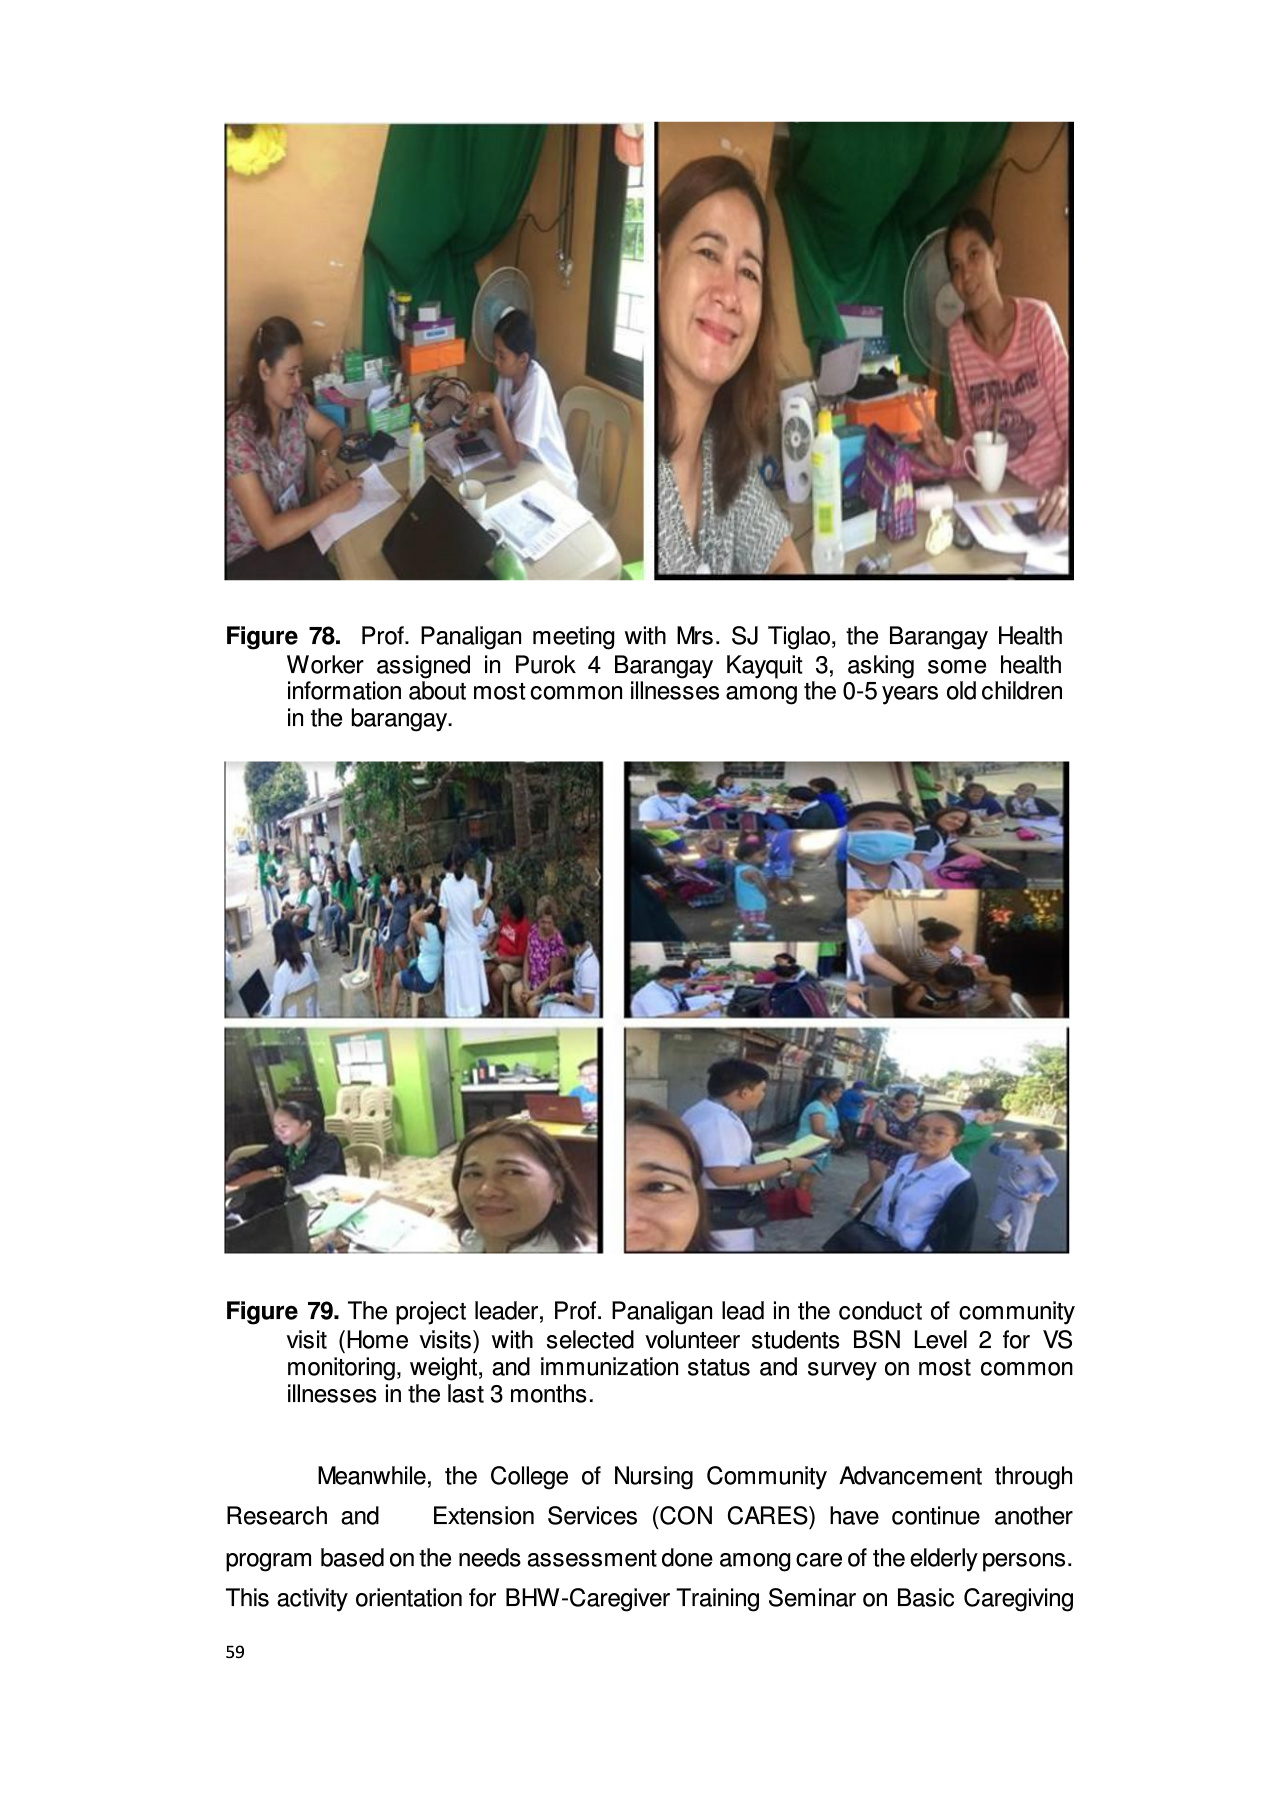 Figure 78. Prof. Panaligan meeting with Mrs. SJ Tiglao, the Barangay Health
Worker assigned in Purok 4 Barangay Kayquit 3, asking some health
information about most common illnesses among the 0-5 years old children
in the barangay.
Figure 79. The project leader, Prof. Panaligan lead in the conduct of community
visit (Home visits) with selected volunteer students BSN Level 2 for VS
monitoring, weight, and immunization status and survey on most common
illnesses in the last 3 months.
Meanwhile, the College of Nursing Community Advancement through
Research and Extension Services (CON CARES) have continue another
program based on the needs assessment done among care of the elderly persons.
This activity orientation for BHW-Caregiver Training Seminar on Basic Caregiving
59